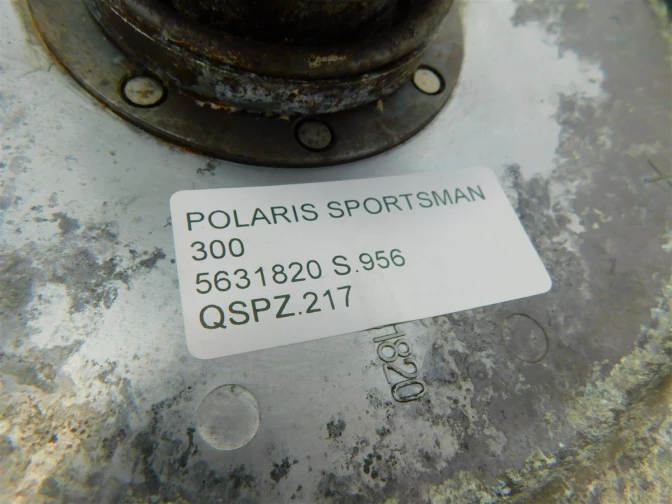 POLARIS SPORTSMAN
300
5631820 S.956
QSPZ.217
1820